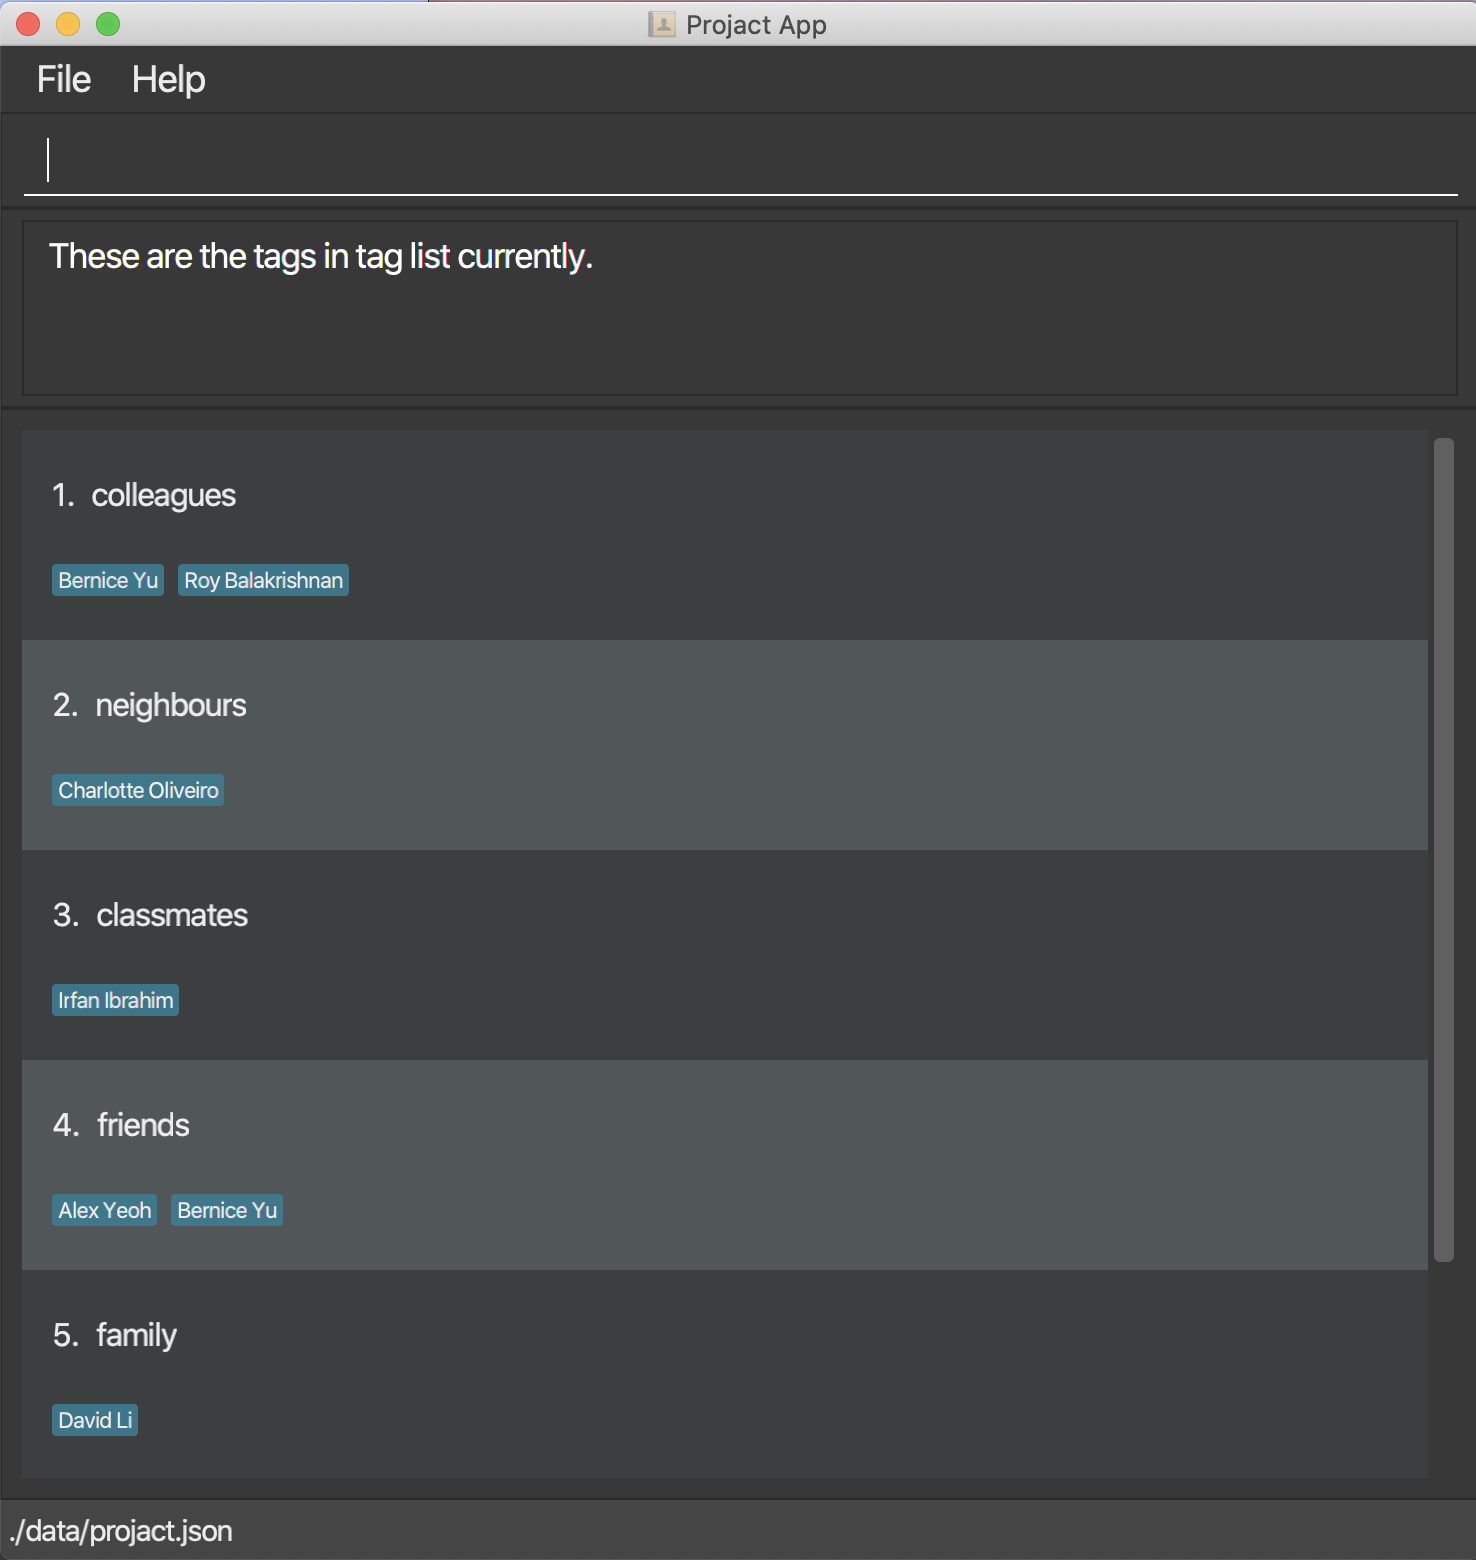 Projact App
File Help
These are the tags in tag list currently.
1. colleagues
Bernice Yu Roy Balakrishnan
2. neighbours
Charlotte Oliveiro
3. classmates
Irfan Ibrahim
4. friends
Alex Yeoh Bernice Yu
5. family
David Li
./data/projact.json